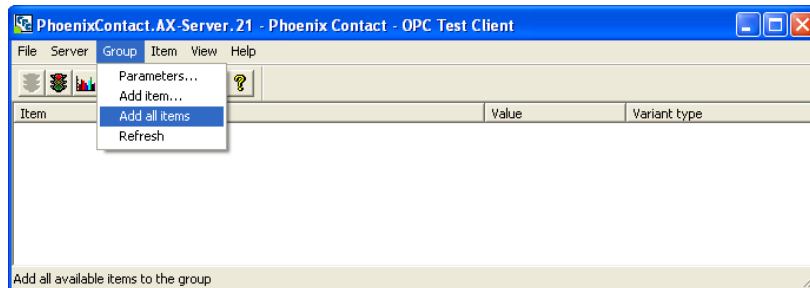 PhoenixContact.AX-Server.21 - Phoenix Contact - OPC Test Client
File Server Group Item View Help
Parameters...
Add item...
Add all items
Refresh
Item Value Variant type
Add all available items to the group